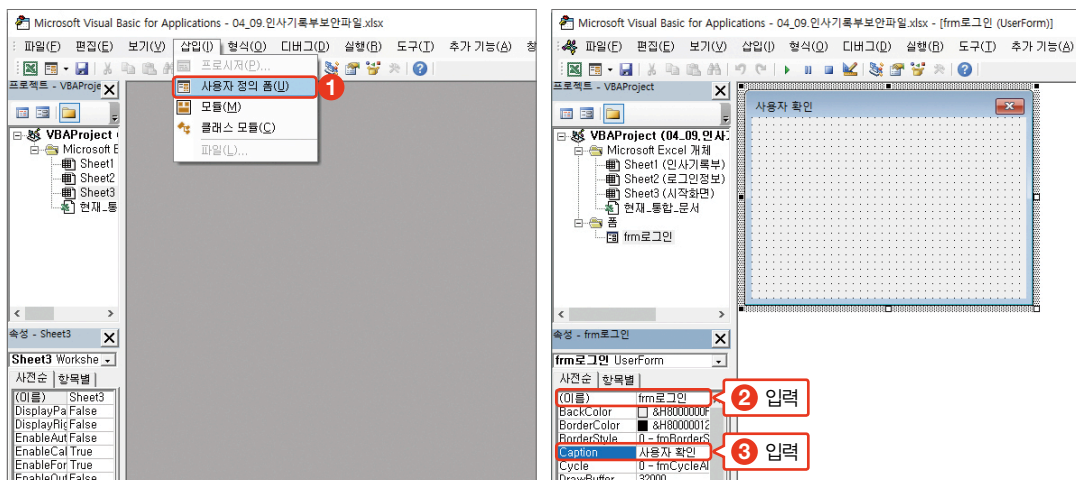 Microsoft Visual Basic for Applications - 04_09.인사기록부보안파일.xlsx
파일(F) 편집(E) 보기(V) 삽입(I) 형식(O) 디버그(D) 실행(R) 도구(T) 추가 기능(A) 창
프로시저(P)...
사용자 정의 폼(U)
1
모듈(M)
클래스 모듈(C)
파일(L)...
프로젝트 - VBAProje
VBAProject
Microsoft E
Sheet1
Sheet2
Sheet3
현재_통
속성 - Sheet3
Sheet3 Workshe
사전순 항목별
(이름) Sheet3
DisplayPa False
DisplayRig False
EnableAut False
EnableCal True
EnableFor True
EnableOut False
Microsoft Visual Basic for Applications - 04_09.인사기록부보안파일.xlsx - [frm로그인 (UserForm)]
파일(F) 편집(E) 보기(V) 삽입(I) 형식(O) 디버그(D) 실행(R) 도구(T) 추가 기능(A)
프로젝트 - VBAProject
VBAProject (04_09.인사
Microsoft Excel 개체
Sheet1 (인사기록부)
Sheet2 (로그인정보)
Sheet3 (시작화면)
현재_통합_문서
폼
frm로그인
사용자 확인
속성 - frm로그인
frm로그인 UserForm
사전순 항목별
(이름) frm로그인
2 입력
BackColor &H8000000F
BorderColor &H80000012
BorderStyle 0 - fmBorderS
Caption 사용자 확인
3 입력
Cycle 0 - fmCycleAl
DrawBuffer 32000